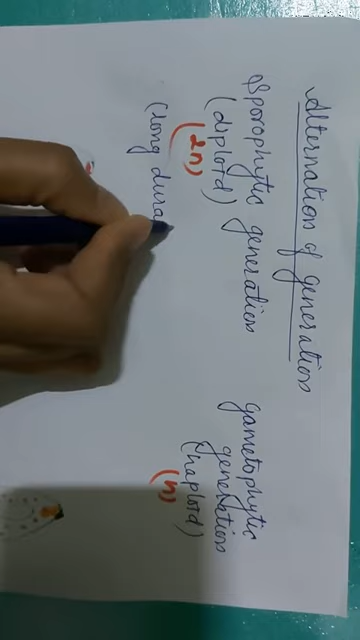 Alternation of generation
Sporophytic generation
(diploid)
(2n)
(long dura
gametophytic
generation
(haploid)
(n)